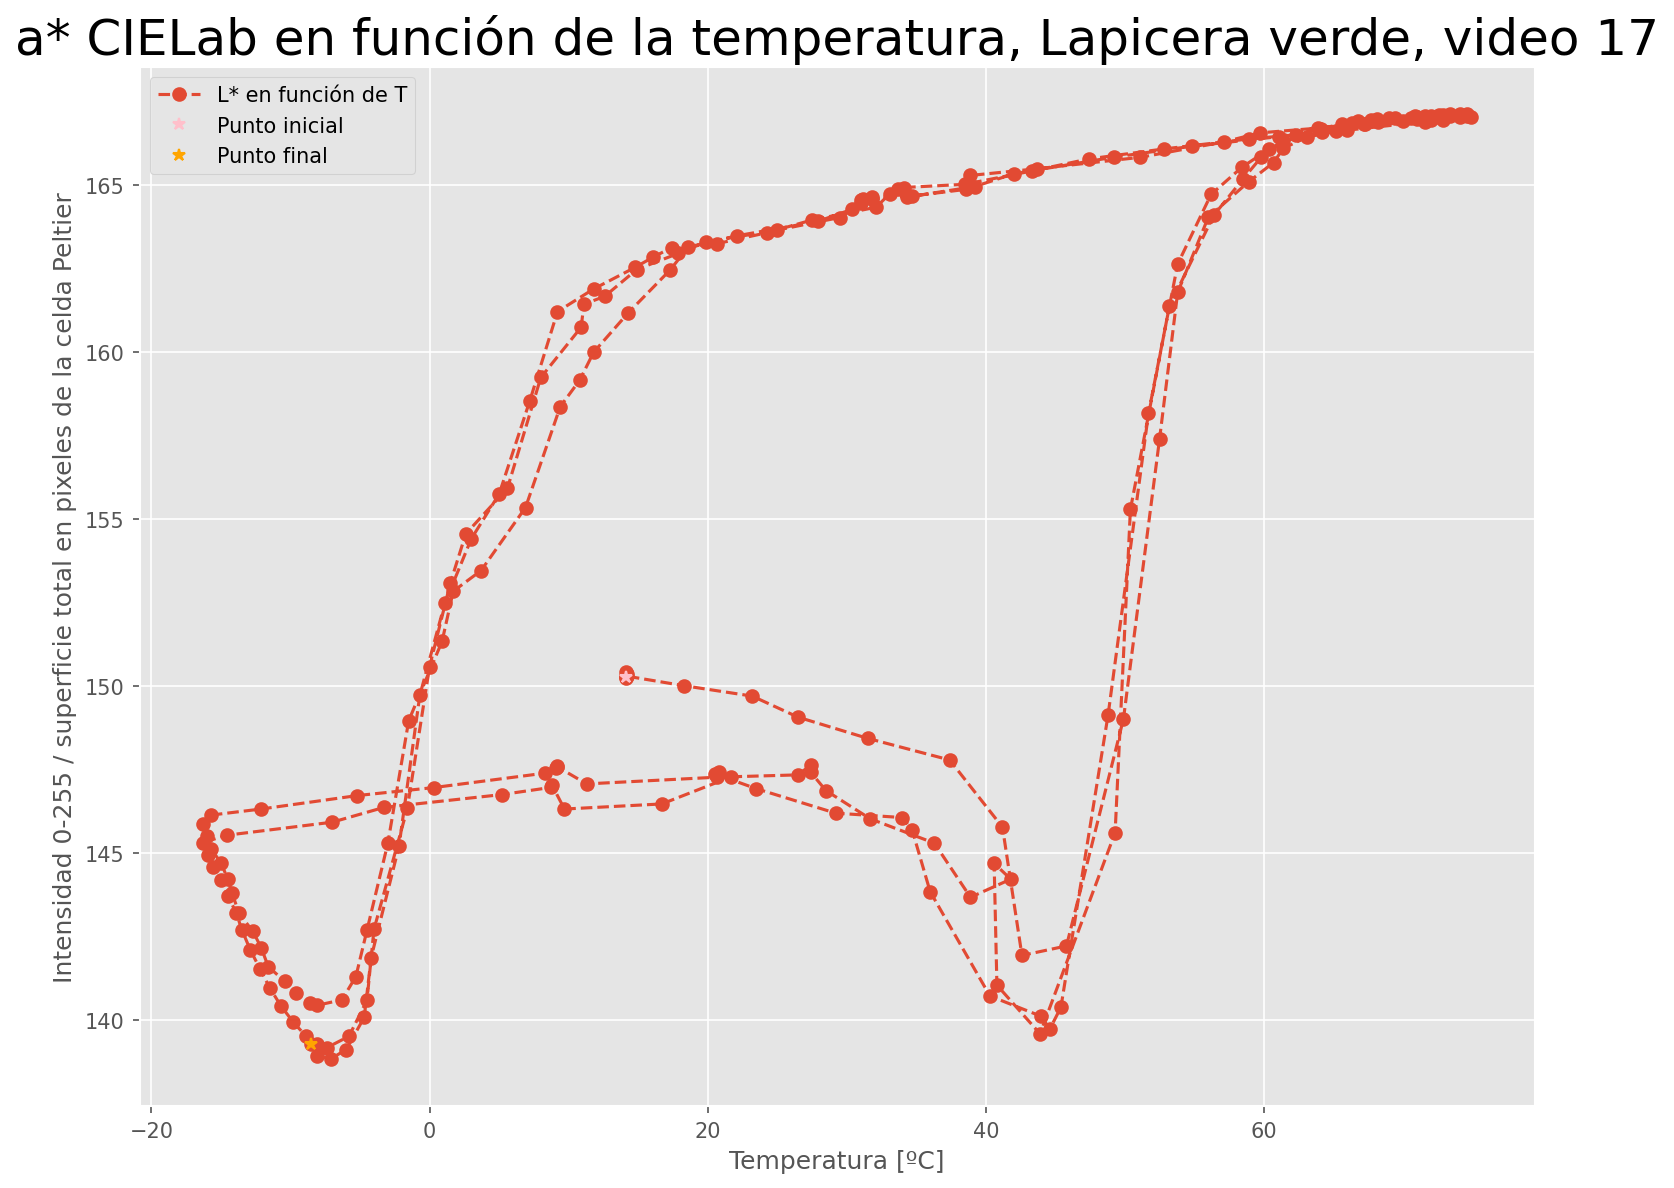 a* CIELab en función de la temperatura, Lapicera verde, video 17
L* en función de T
Punto inicial
Punto final
Intensidad 0-255 / superficie total en pixeles de la celda Peltier
165
160
155
150
145
140
−20
0
20
40
60
Temperatura [ºC]